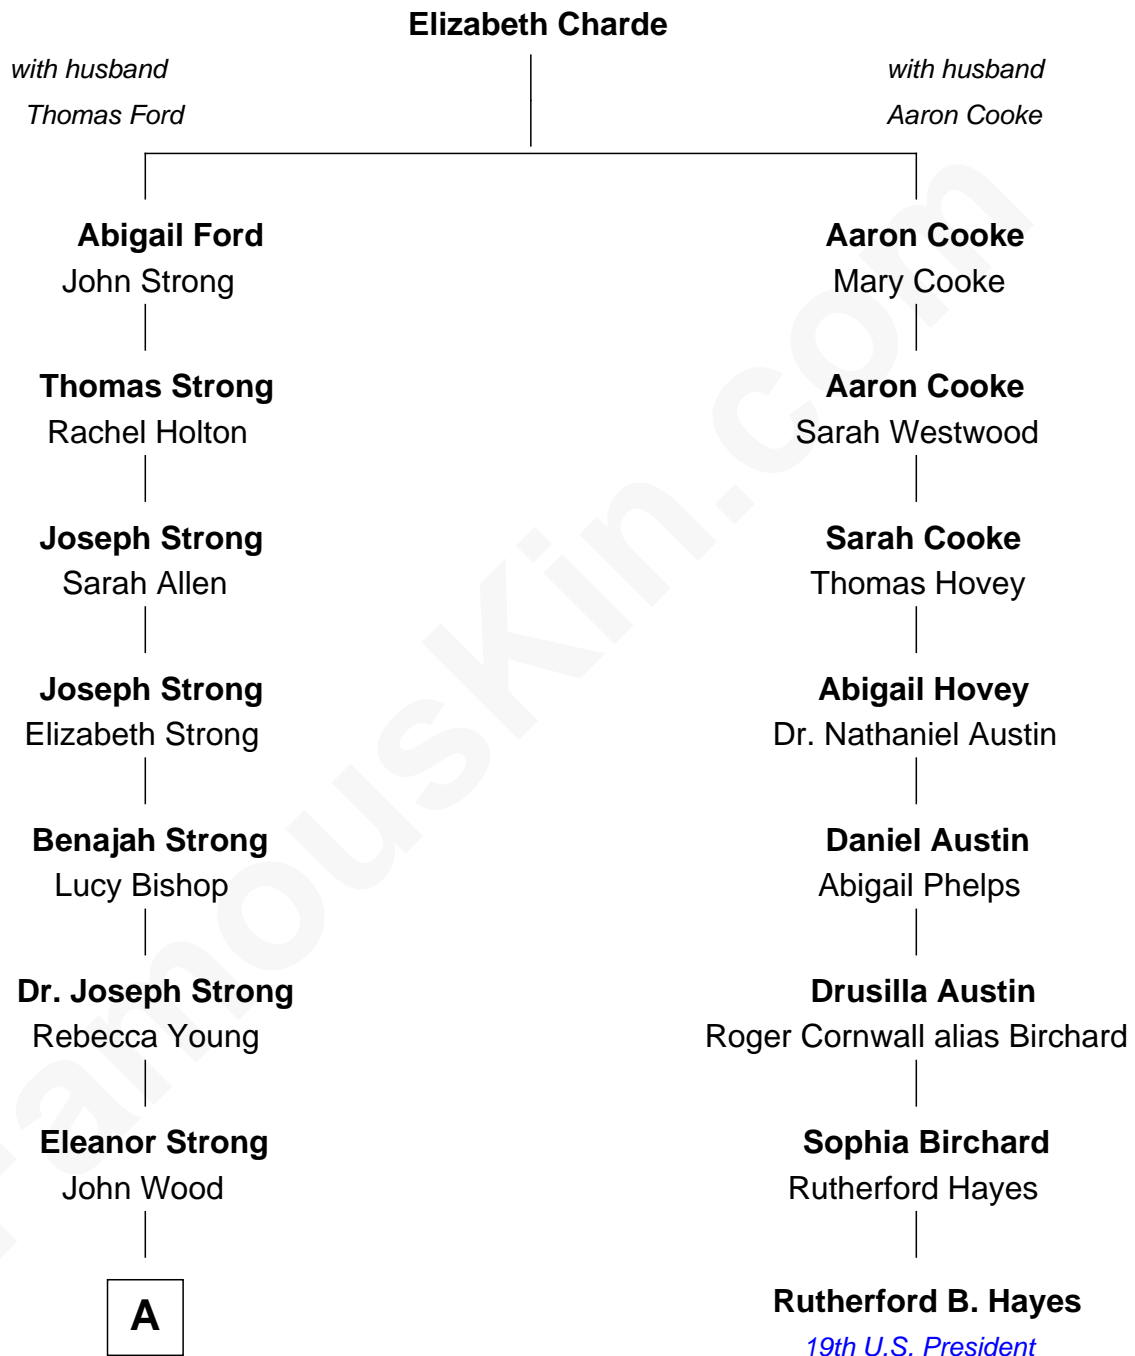 Elizabeth Charde
with husband
Thomas Ford
with husband
Aaron Cooke
Abigail Ford
John Strong
Aaron Cooke
Mary Cooke
Thomas Strong
Rachel Holton
Aaron Cooke
Sarah Westwood
Joseph Strong
Sarah Allen
Sarah Cooke
Thomas Hovey
Joseph Strong
Elizabeth Strong
Abigail Hovey
Dr. Nathaniel Austin
Benajah Strong
Lucy Bishop
Daniel Austin
Abigail Phelps
Dr. Joseph Strong
Rebecca Young
Drusilla Austin
Roger Cornwall alias Birchard
Eleanor Strong
John Wood
Sophia Birchard
Rutherford Hayes
A
Rutherford B. Hayes
19th U.S. President
FamousKin.com